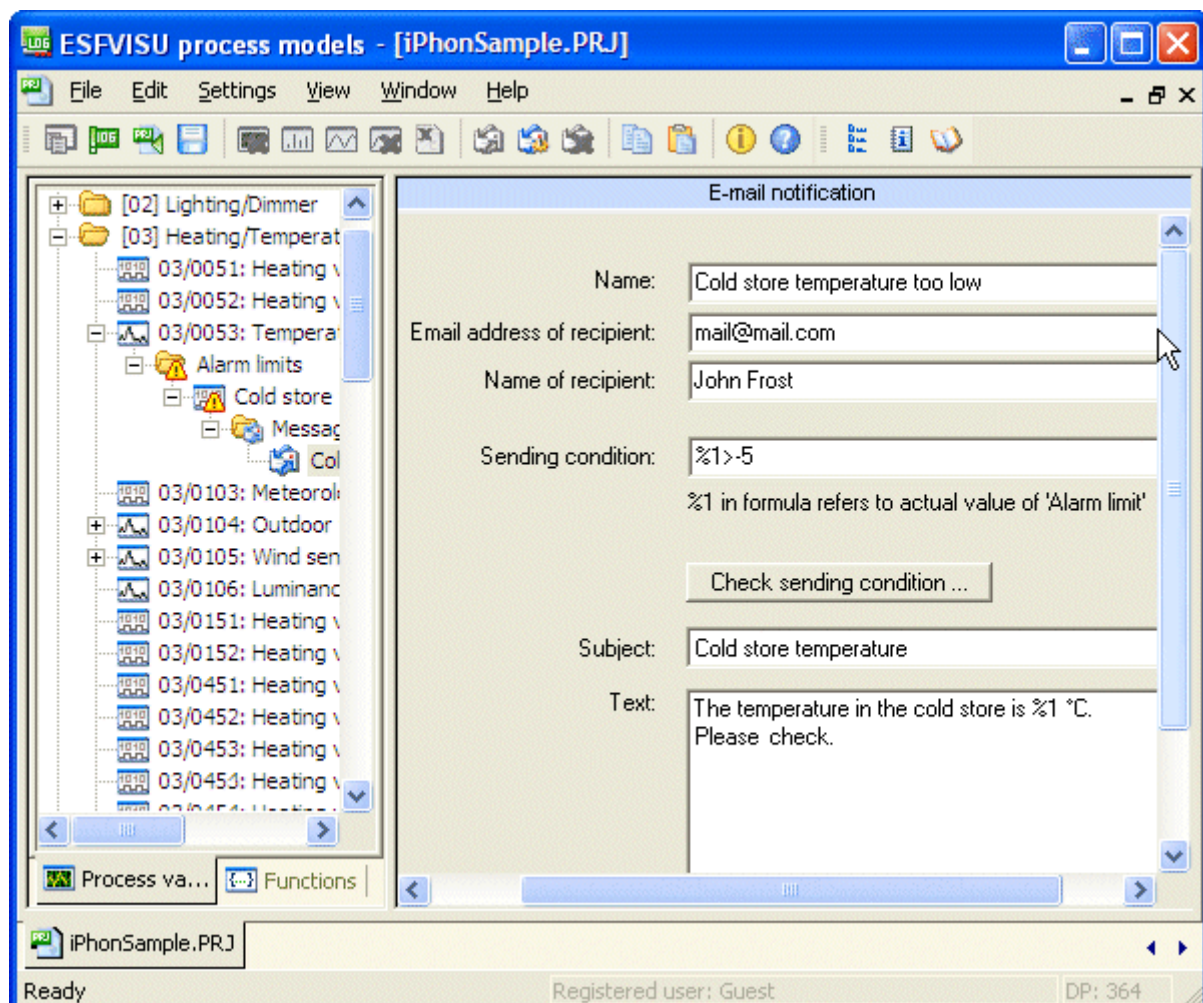 ESFVISU process models - [iPhonSample.PRJ]
File Edit Settings View Window Help
[02] Lighting/Dimmer
[03] Heating/Temperat
03/0051: Heating v
03/0052: Heating v
03/0053: Temperat
Alarm limits
Cold store
Messag
Col
03/0103: Meteorol
03/0104: Outdoor
03/0105: Wind sen
03/0106: Luminanc
03/0151: Heating v
03/0152: Heating v
03/0451: Heating v
03/0452: Heating v
03/0453: Heating v
Heating v
Process va... Functions
E-mail notification
Name: Cold store temperature too low
Email address of recipient: mail@mail.com
Name of recipient: John Frost
Sending condition: %1>-5
%1 in formula refers to actual value of 'Alarm limit'
Check sending condition ...
Subject: Cold store temperature
Text: The temperature in the cold store is %1 °C.
Please check.
iPhonSample.PRJ
Ready Registered user: Guest DP: 364